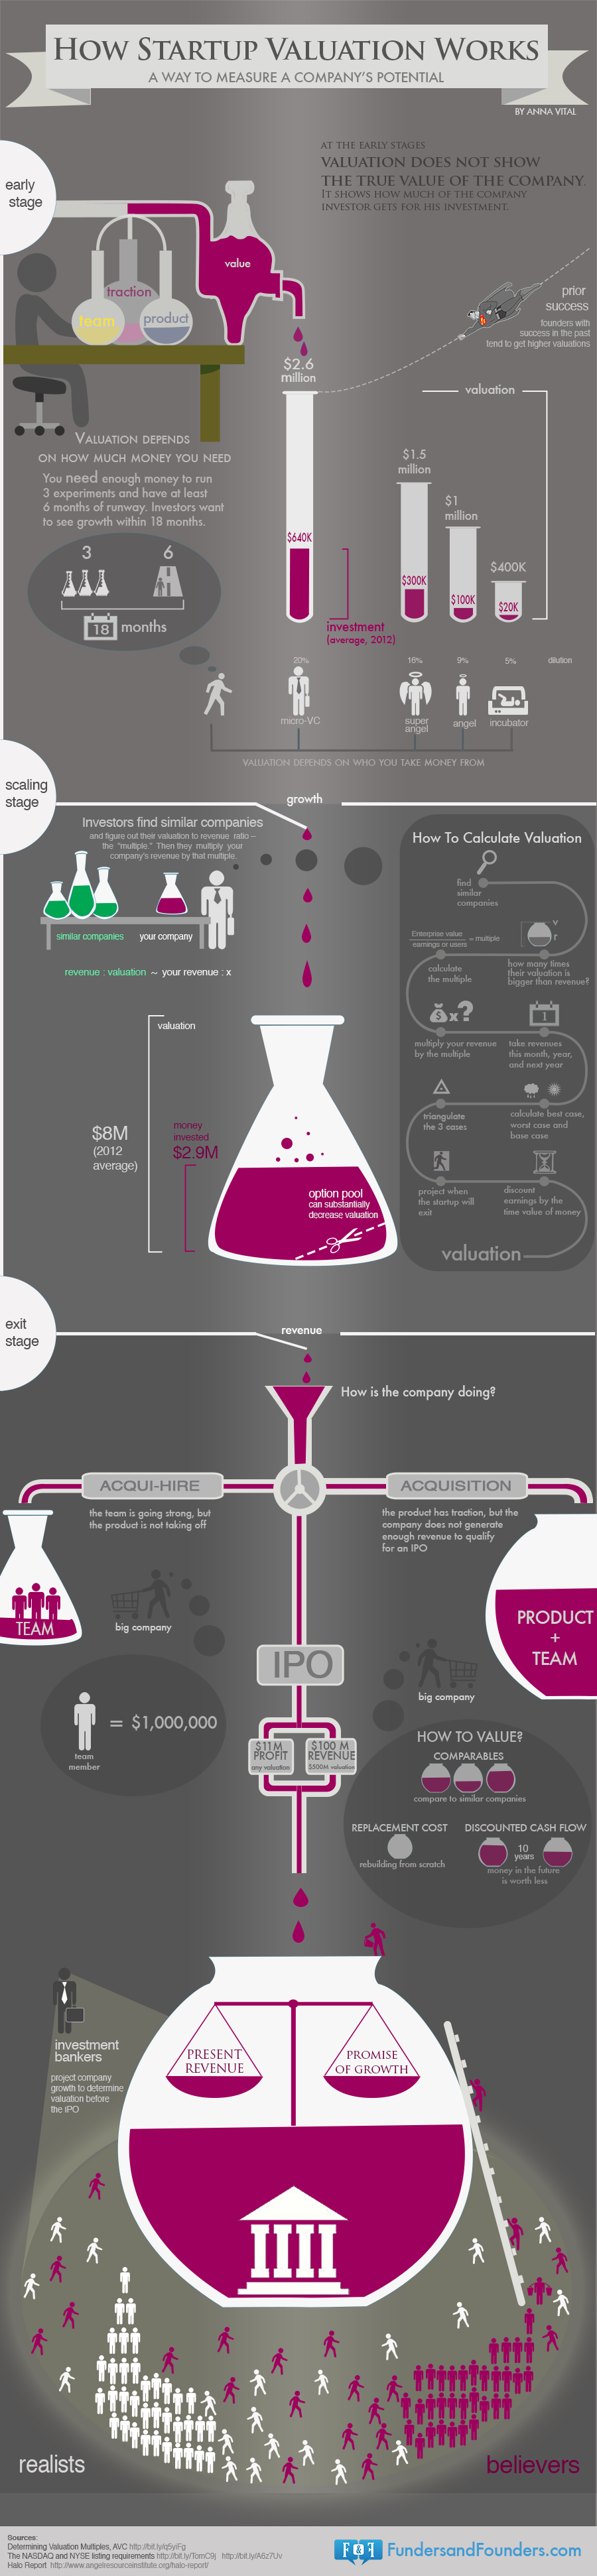 HOW STARTUP VALUATION WORKS
A WAY TO MEASURE A COMPANY'S POTENTIAL
BY ANNA VITAL
early
stage
AT THE EARLY STAGES
VALUATION DOES NOT SHOW
THE TRUE VALUE OF THE COMPANY.
IT SHOWS HOW MUCH OF THE COMPANY
INVESTOR GETS FOR HIS INVESTMENT.
value
traction
team
product
prior
success
founders with
success in the past
tend to get higher valuations
$2.6
million
valuation
VALUATION DEPENDS
ON HOW MUCH MONEY YOU NEED
You need enough money to run
3 experiments and have at least
6 months of runway. Investors want
to see growth within 18 months.
3
6
18 months
$1.5
million
$1
million
$400K
$640K
$300K
$100K
$20K
investment
(average, 2012)
20%
16%
9%
5%
dilution
micro-VC
super
angel
angel
incubator
VALUATION DEPENDS ON WHO YOU TAKE MONEY FROM
scaling
stage
growth
Investors find similar companies
and figure out their valuation to revenue ratio --
the "multiple." Then they multiply your
company's revenue by that multiple.
similar companies
your company
revenue : valuation ~ your revenue : x
How To Calculate Valuation
find
similar
companies
Enterprise value
earnings or users
= multiple
v
r
calculate
the multiple
how many times
their valuation is
bigger than revenue?
$ x ?
1
multiply your revenue
by the multiple
take revenues
this month, year,
and next year
triangulate
the 3 cases
calculate best case,
worst case and
base case
project when
the startup will
exit
discount
earnings by the
time value of money
valuation
valuation
$8M
(2012
average)
money
invested
$2.9M
option pool
can substantially
decrease valuation
exit
stage
revenue
How is the company doing?
ACQUI-HIRE
ACQUISITION
the team is going strong, but
the product is not taking off
the product has traction, but the
company does not generate
enough revenue to qualify
for an IPO
TEAM
big company
PRODUCT
+
TEAM
IPO
big company
team
member
= $1,000,000
$11M
PROFIT
any valuation
$100 M
REVENUE
$500M valuation
HOW TO VALUE?
COMPARABLES
compare to similar companies
REPLACEMENT COST
rebuilding from scratch
DISCOUNTED CASH FLOW
10
years
money in the future
is worth less
investment
bankers
project company
growth to determine
valuation before
the IPO
PRESENT
REVENUE
PROMISE
OF GROWTH
realists
believers
Sources:
Determining Valuation Multiples, AVC http://bit.ly/q5yiFg
The NASDAQ and NYSE listing requirements http://bit.ly/TomC9j http://bit.ly/A6z7Uv
Halo Report http://www.angelresourceinstitute.org/halo-report/
F&F FundersandFounders.com